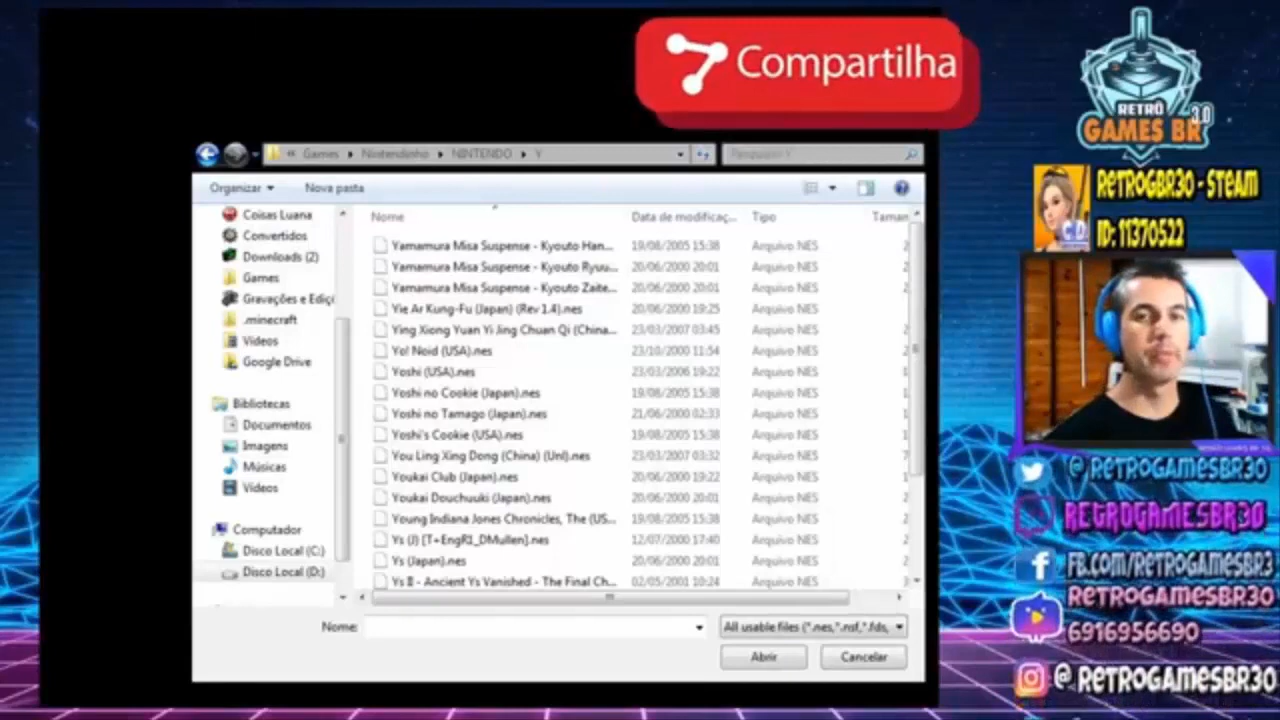 Compartilha
RETRÔ
GAMES BR
3.0
RETROGBR30 - STEAM
ID: 11370522
« Games ▸ Nintendinho ▸ NINTENDO ▸ Y
Pesquisar Y
Organizar
Nova pasta
Coisas Luana
Convertidos
Downloads (2)
Games
Gravações e Ediç
.minecraft
Vídeos
Google Drive
Bibliotecas
Documentos
Imagens
Músicas
Vídeos
Computador
Disco Local (C:)
Disco Local (D:)
Nome Data de modificaç... Tipo Taman
Yamamura Misa Suspense - Kyouto Han... 19/08/2005 15:38 Arquivo NES 2
Yamamura Misa Suspense - Kyouto Ryuu... 20/06/2000 20:01 Arquivo NES 2
Yamamura Misa Suspense - Kyouto Zaite... 20/06/2000 20:01 Arquivo NES 2
Yie Ar Kung-Fu (Japan) (Rev 1.4).nes 20/06/2000 19:25 Arquivo NES
Ying Xiong Yuan Yi Jing Chuan Qi (China... 23/03/2007 03:45 Arquivo NES
Yo! Noid (USA).nes 23/10/2000 11:54 Arquivo NES
Yoshi (USA).nes 23/03/2006 19:22 Arquivo NES
Yoshi no Cookie (Japan).nes 19/08/2005 15:38 Arquivo NES
Yoshi no Tamago (Japan).nes 21/06/2000 02:33 Arquivo NES
Yoshi's Cookie (USA).nes 19/08/2005 15:38 Arquivo NES
You Ling Xing Dong (China) (Unl).nes 23/03/2007 03:32 Arquivo NES
Youkai Club (Japan).nes 20/06/2000 19:22 Arquivo NES
Youkai Douchuuki (Japan).nes 20/06/2000 20:01 Arquivo NES
Young Indiana Jones Chronicles, The (US... 19/08/2005 15:38 Arquivo NES
Ys (J) [T+EngRI_DMullen].nes 12/07/2000 17:40 Arquivo NES
Ys (Japan).nes 20/06/2000 20:01 Arquivo NES
Ys II - Ancient Ys Vanished - The Final Ch... 02/05/2001 10:24 Arquivo NES
Nome:
All usable files (*.nes,*.nsf,*.fds,
Abrir
Cancelar
@ RETROGAMESBR30
RETROGAMESBR30
FB.COM/RETROGAMESBR3
RETROGAMESBR30
6916956690
@ RETROGAMESBR30